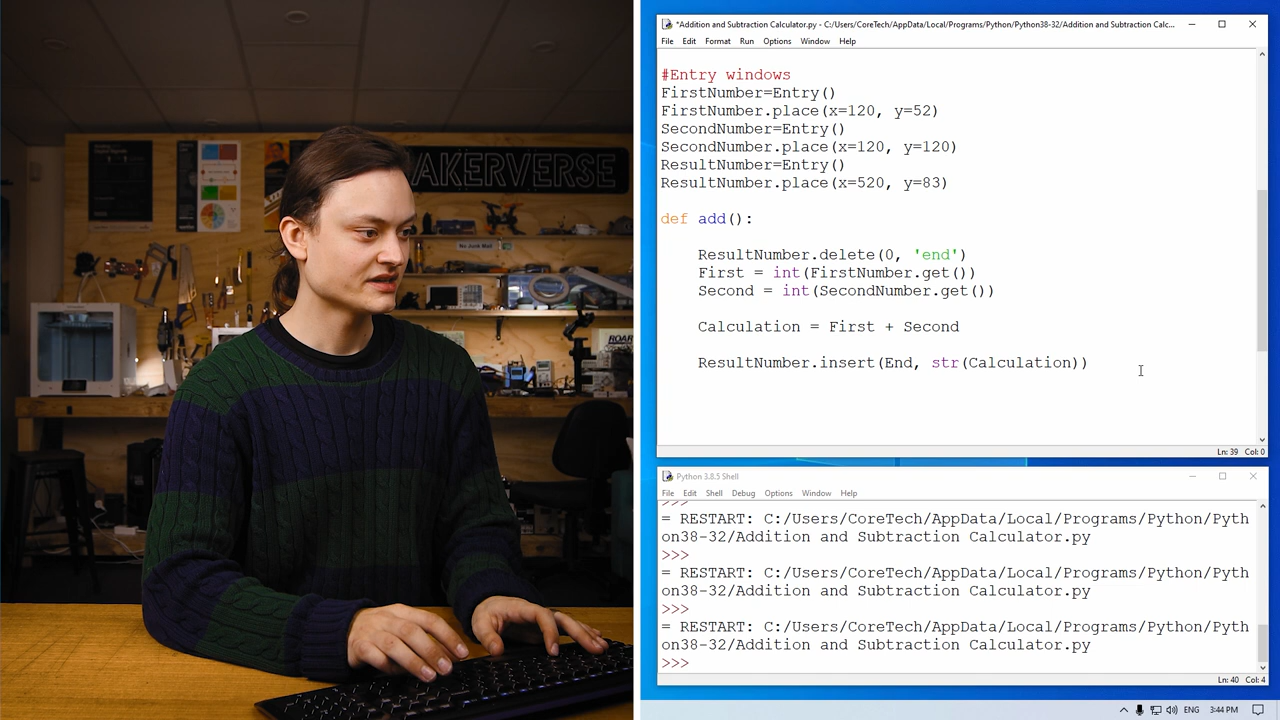 AKERVERSE
No Junk Mail
ROAR
*Addition and Subtraction Calculator.py - C:/Users/CoreTech/AppData/Local/Programs/Python/Python38-32/Addition and Subtraction Calc...
File Edit Format Run Options Window Help
#Entry windows
FirstNumber=Entry()
FirstNumber.place(x=120, y=52)
SecondNumber=Entry()
SecondNumber.place(x=120, y=120)
ResultNumber=Entry()
ResultNumber.place(x=520, y=83)
def add():
ResultNumber.delete(0, 'end')
First = int(FirstNumber.get())
Second = int(SecondNumber.get())
Calculation = First + Second
ResultNumber.insert(End, str(Calculation))
Ln: 39 Col: 0
Python 3.8.5 Shell
File Edit Shell Debug Options Window Help
>>>
= RESTART: C:/Users/CoreTech/AppData/Local/Programs/Python/Pyth
on38-32/Addition and Subtraction Calculator.py
>>>
= RESTART: C:/Users/CoreTech/AppData/Local/Programs/Python/Pyth
on38-32/Addition and Subtraction Calculator.py
>>>
= RESTART: C:/Users/CoreTech/AppData/Local/Programs/Python/Pyth
on38-32/Addition and Subtraction Calculator.py
>>>
Ln: 40 Col: 4
ENG 3:44 PM